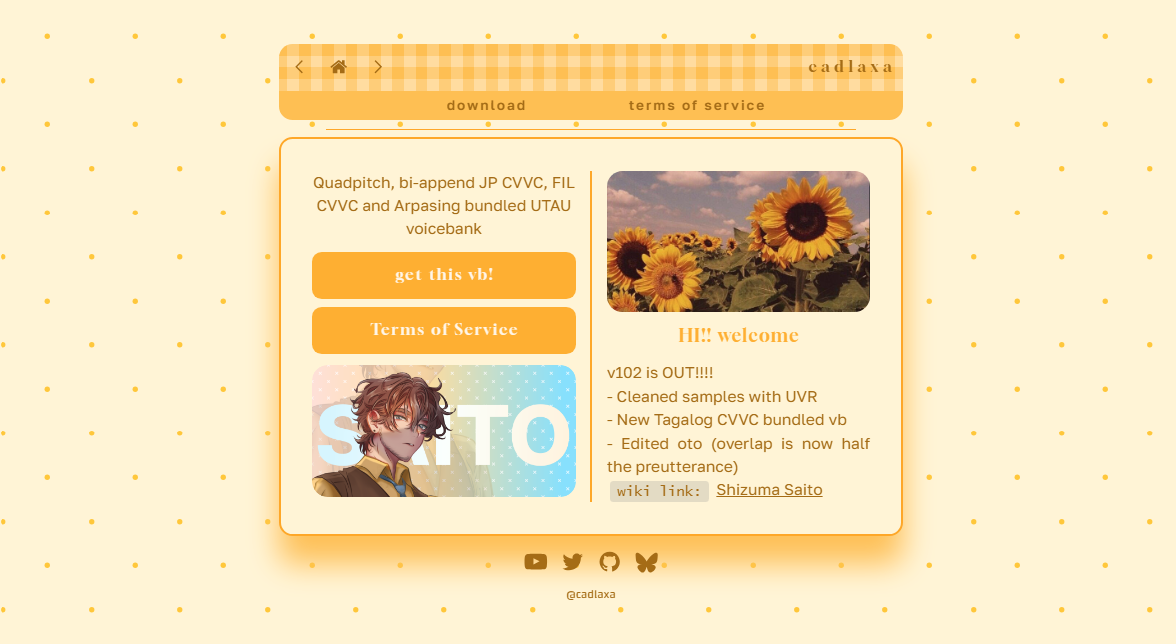 cadlaxa
download terms of service
Quadpitch, bi-append JP CVVC, FIL
CVVC and Arpasing bundled UTAU
voicebank
get this vb!
Terms of Service
SAITO
HI!! welcome
v102 is OUT!!!!
- Cleaned samples with UVR
- New Tagalog CVVC bundled vb
- Edited oto (overlap is now half
the preutterance)
wiki link: Shizuma Saito
@cadlaxa